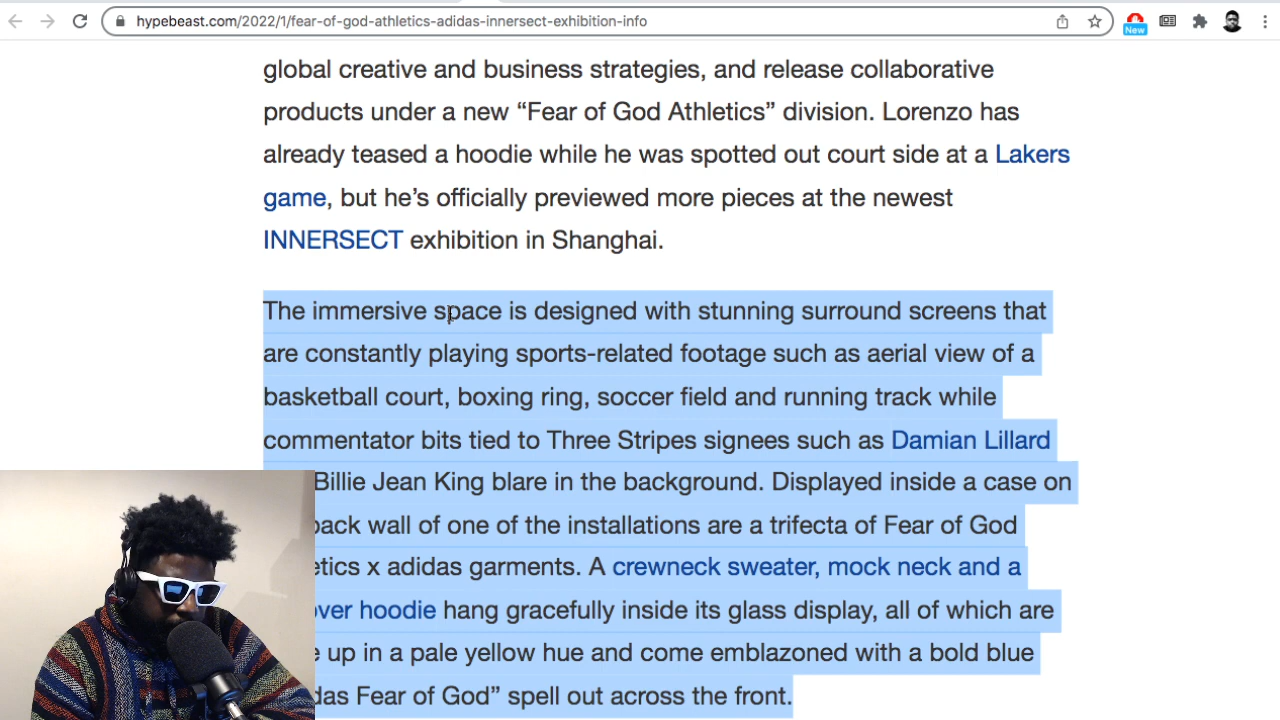 hypebeast.com/2022/1/fear-of-god-athletics-adidas-innersect-exhibition-info
New
global creative and business strategies, and release collaborative
products under a new “Fear of God Athletics” division. Lorenzo has
already teased a hoodie while he was spotted out court side at a Lakers
game, but he’s officially previewed more pieces at the newest
INNERSECT exhibition in Shanghai.
The immersive space is designed with stunning surround screens that
are constantly playing sports-related footage such as aerial view of a
basketball court, boxing ring, soccer field and running track while
commentator bits tied to Three Stripes signees such as Damian Lillard
Billie Jean King blare in the background. Displayed inside a case on
back wall of one of the installations are a trifecta of Fear of God
etics x adidas garments. A crewneck sweater, mock neck and a
over hoodie hang gracefully inside its glass display, all of which are
up in a pale yellow hue and come emblazoned with a bold blue
das Fear of God” spell out across the front.